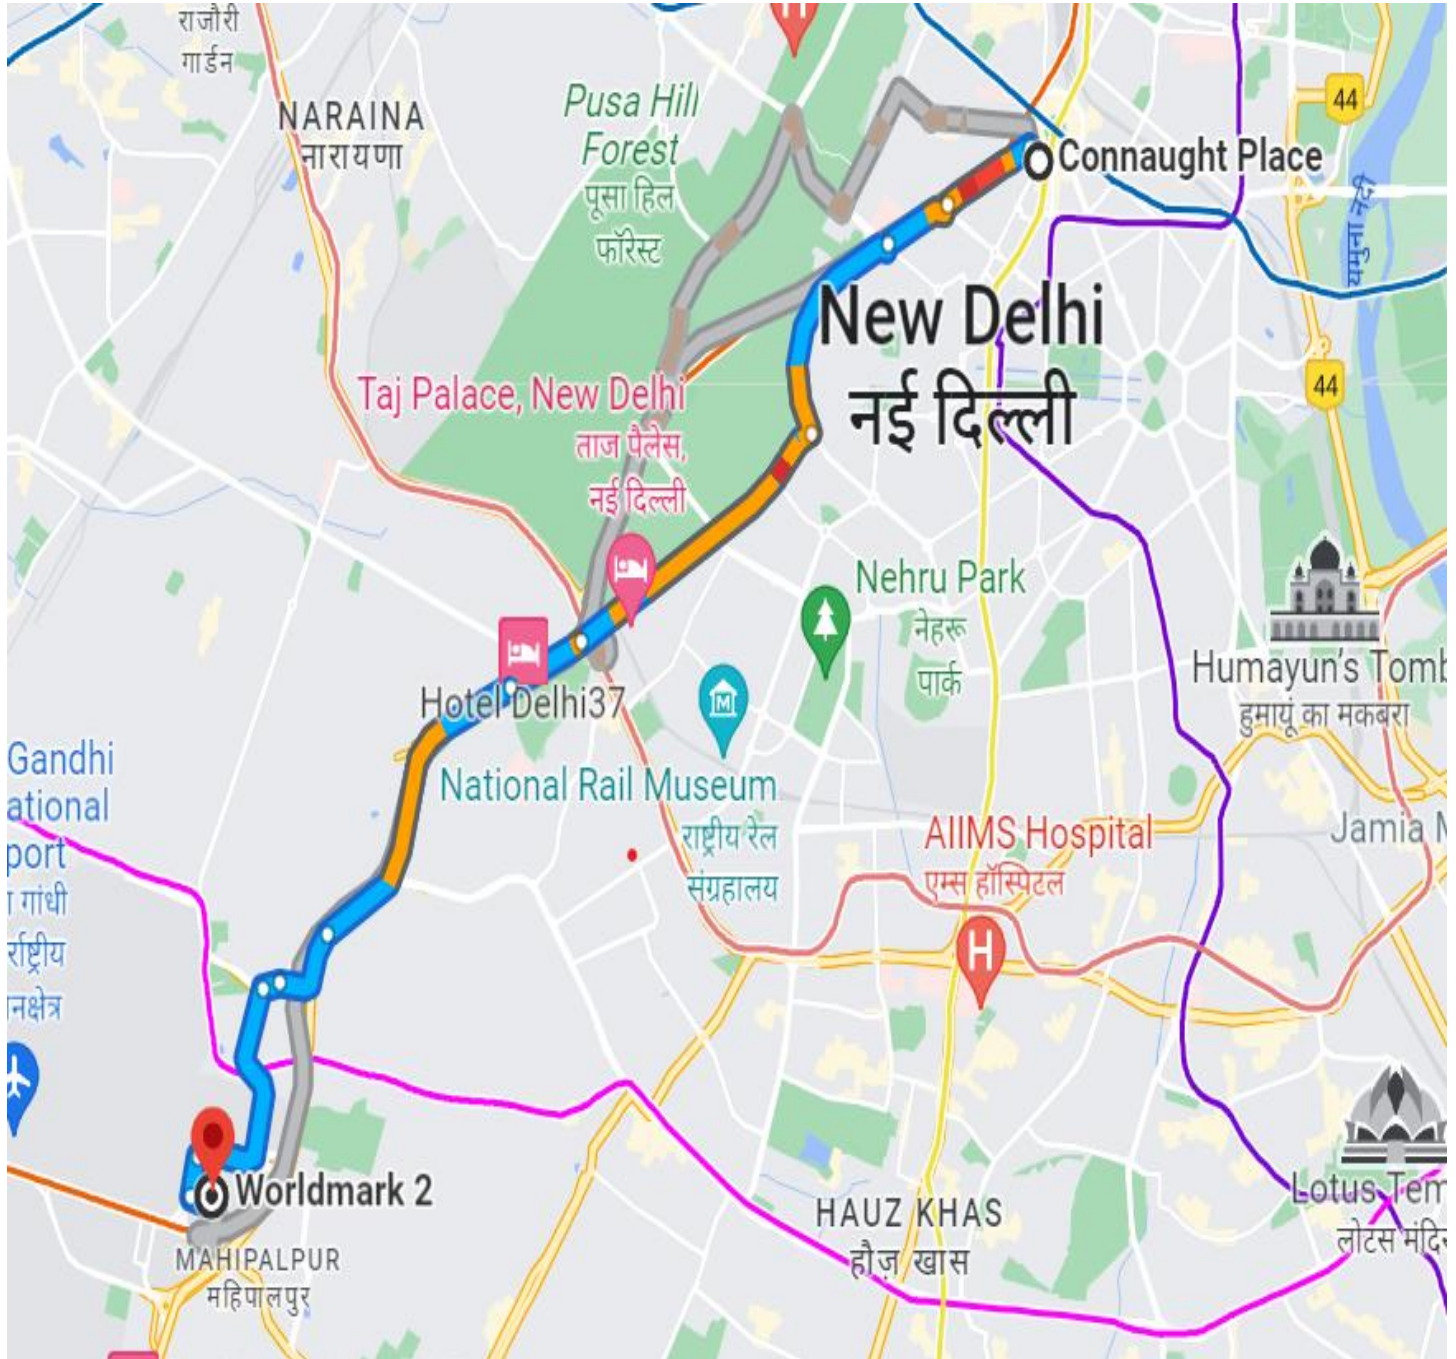 राजौरी
गार्डन
NARAINA
नारायणा
Pusa Hill
Forest
पूसा हिल
फॉरेस्ट
44
Connaught Place
यमुना नदी
New Delhi
नई दिल्ली
44
Taj Palace, New Delhi
ताज पैलेस,
नई दिल्ली
Nehru Park
नेहरू
पार्क
Humayun's Tomb
हुमायूं का मकबरा
Hotel Delhi37
M
National Rail Museum
राष्ट्रीय रेल
संग्रहालय
Gandhi
ational
port
गांधी
र्राष्ट्रीय
नक्षेत्र
AIIMS Hospital
एम्स हॉस्पिटल
H
Jamia M
Worldmark 2
MAHIPALPUR
महिपालपुर
HAUZ KHAS
हौज़ खास
Lotus Tem
लोटस मंदि